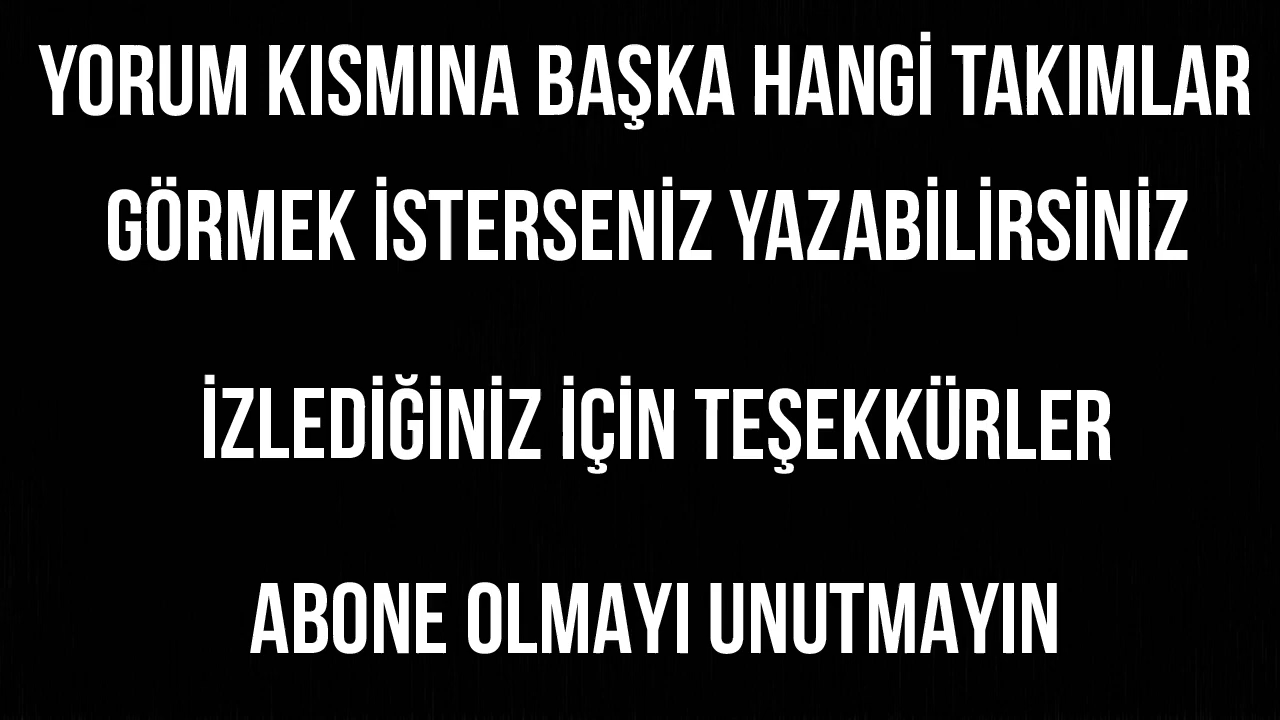 YORUM KISMINA BAŞKA HANGİ TAKIMLAR
GÖRMEK İSTERSENİZ YAZABİLİRSİNİZ
İZLEDİĞİNİZ İÇİN TEŞEKKÜRLER
ABONE OLMAYI UNUTMAYIN